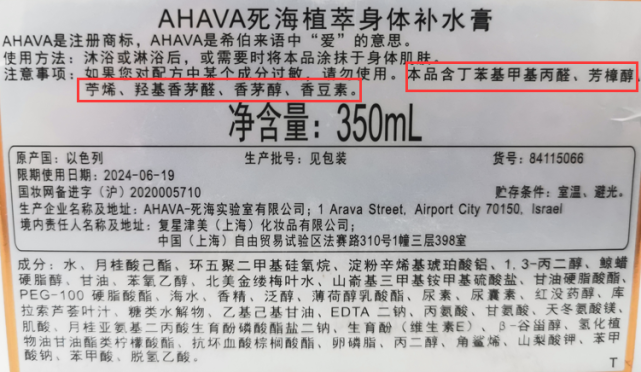 AHAVA死海植萃身体补水膏
AHAVA是注册商标，AHAVA是希伯来语中“爱”的意思。
使用方法：沐浴或淋浴后，或需要时将本品涂抹于身体肌肤。
注意事项：如果您对配方中某个成分过敏，请勿使用。本品含丁苯基甲基丙醛、芳樟醇、
苧烯、羟基香茅醛、香茅醇、香豆素。
净含量：350mL
原产国：以色列 生产批号：见包装 货号：84115066
限期使用日期：2024-06-19
国妆网备进字（沪）2020005710 贮存条件：室温、避光。
生产企业名称及地址：AHAVA-死海实验室有限公司；1 Arava Street, Airport City 70150, Israel
境内责任人名称及地址：复星津美（上海）化妆品有限公司；
中国（上海）自由贸易试验区法赛路310号1幢三层398室
成分：水、月桂酸己酯、环五聚二甲基硅氧烷、淀粉辛烯基琥珀酸铝、1，3-丙二醇、鲸蜡
硬脂醇、甘油、苯氧乙醇、北美金缕梅叶水、山嵛基三甲基铵甲基硫酸盐、甘油硬脂酸酯、
PEG-100 硬脂酸酯、海水、香精、泛醇、薄荷醇乳酸酯、尿素、尿囊素、红没药醇、库
拉索芦荟叶汁、糖类水解物、乙基己基甘油、EDTA 二钠、丙氨酸、甘氨酸、天冬氨酸镁、
肌酸、月桂亚氨基二丙酸生育酚磷酸酯盐二钠、生育酚（维生素E）、β-谷甾醇、氢化植
物油甘油酯类柠檬酸酯、抗坏血酸棕榈酸酯、卵磷脂、丙二醇、角鲨烯、山梨酸钾、苯甲
酸钠、苯甲酸、脱氢乙酸。
T